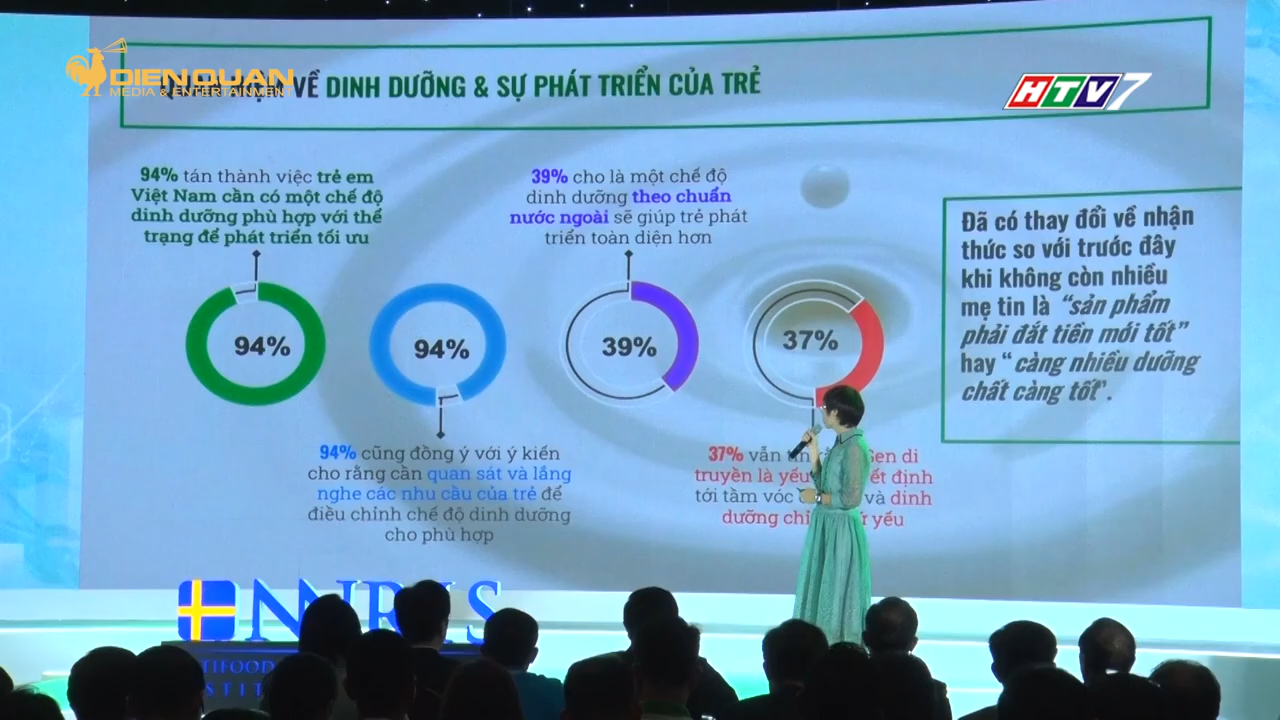 DIEN QUAN
MEDIA & ENTERTAINMENT
HTV7
VỀ DINH DƯỠNG & SỰ PHÁT TRIỂN CỦA TRẺ
94% tán thành việc trẻ em
Việt Nam cần có một chế độ
dinh dưỡng phù hợp với thể
trạng để phát triển tối ưu
39% cho là một chế độ
dinh dưỡng theo chuẩn
nước ngoài sẽ giúp trẻ phát
triển toàn diện hơn
94%
94%
39%
37%
94% cũng đồng ý với ý kiến
cho rằng cần quan sát và lắng
nghe các nhu cầu của trẻ để
điều chỉnh chế độ dinh dưỡng
cho phù hợp
37% vẫn di
truyền là định
tới tầm vóc và dinh
dưỡng yếu
Đã có thay đổi về nhận
thức so với trước đây
khi không còn nhiều
mẹ tin là “sản phẩm
phải đắt tiền mới tốt”
hay “ càng nhiều dưỡng
chất càng tốt”.